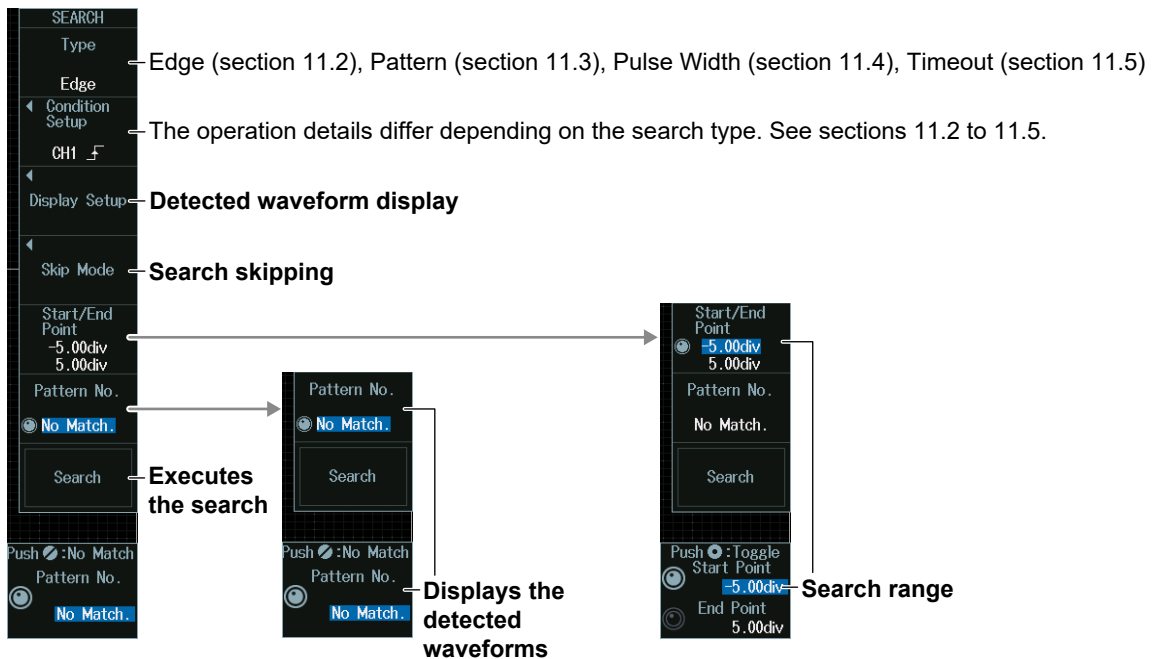 SEARCH
Type
Edge
Edge (section 11.2), Pattern (section 11.3), Pulse Width (section 11.4), Timeout (section 11.5)
Condition
Setup
CH1
The operation details differ depending on the search type. See sections 11.2 to 11.5.
Display Setup
Detected waveform display
Skip Mode
Search skipping
Start/End
Point
-5.00div
5.00div
Pattern No.
No Match.
Search
Executes
the search
Push :No Match
Pattern No.
No Match.
Pattern No.
No Match.
Search
Push :No Match
Pattern No.
No Match.
Displays the
detected
waveforms
Start/End
Point
-5.00div
5.00div
Pattern No.
No Match.
Search
Push :Toggle
Start Point
-5.00div
End Point
5.00div
Search range